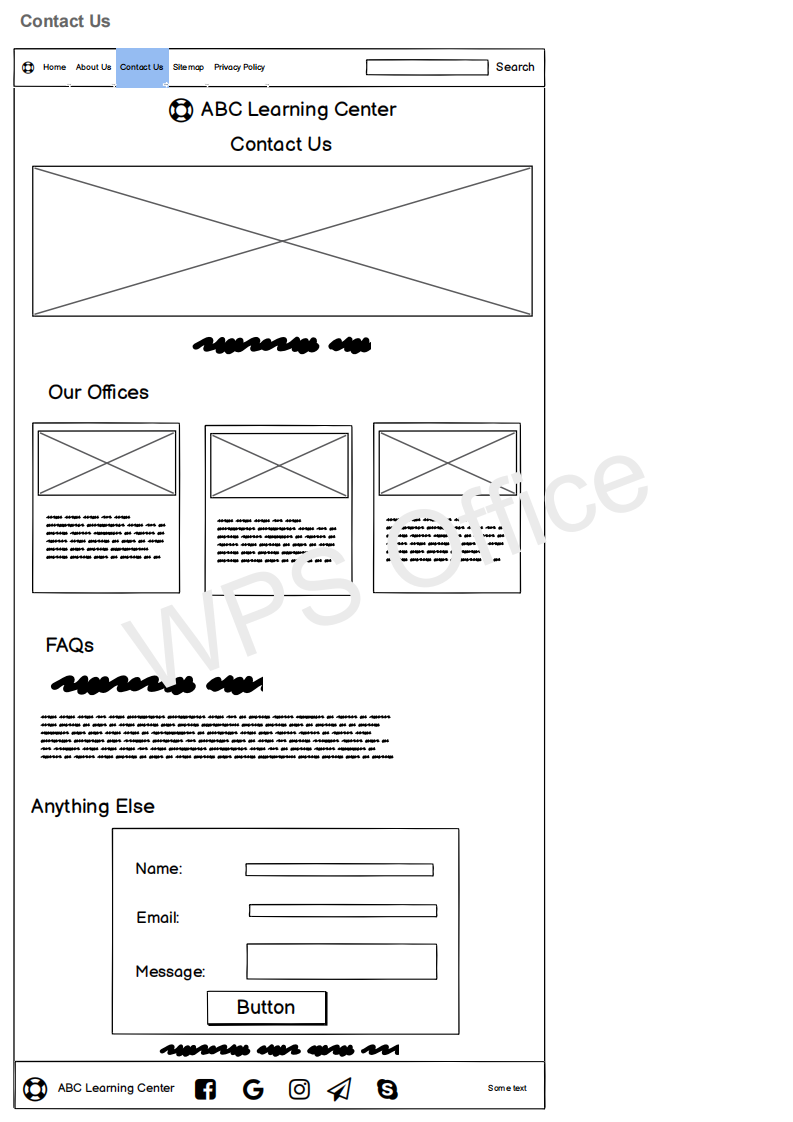 Contact Us
Home About Us Contact Us Sitemap Privacy Policy Search
ABC Learning Center
Contact Us
Our Offices
WPS Office
FAQs
Anything Else
Name:
Email:
Message:
Button
ABC Learning Center Some text